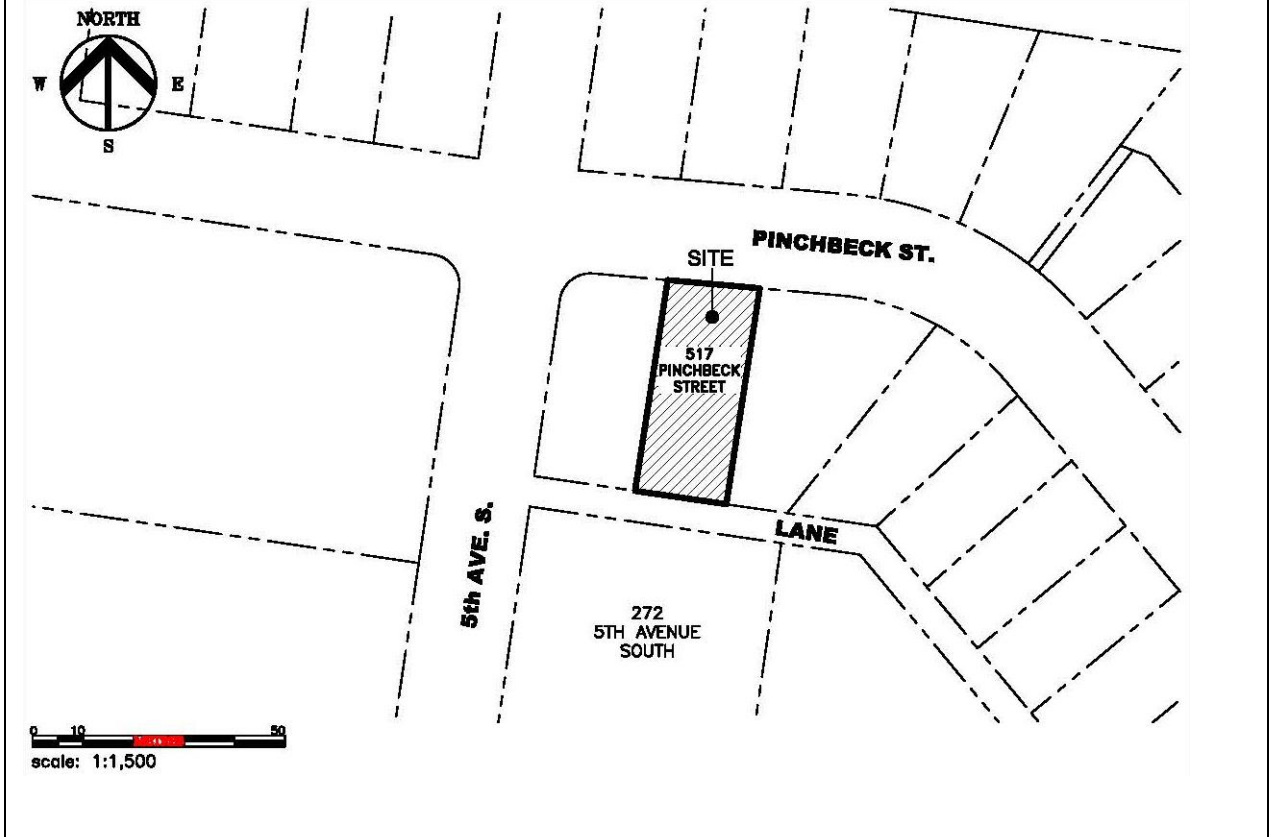 NORTH
W E
S
PINCHBECK ST.
SITE
517
PINCHBECK
STREET
5th AVE. S.
LANE
272
5TH AVENUE
SOUTH
0 10 50
scale: 1:1,500